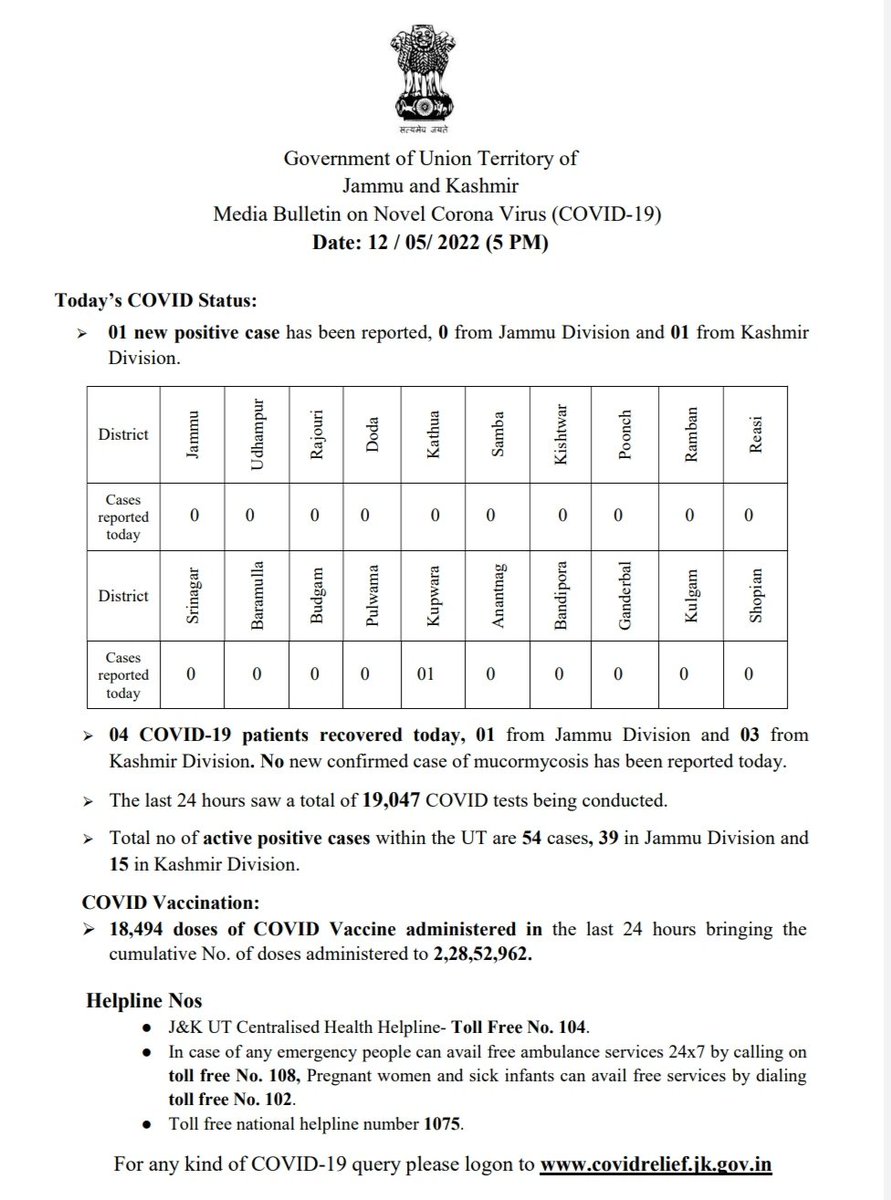 सत्यमेव जयते
Government of Union Territory of
Jammu and Kashmir
Media Bulletin on Novel Corona Virus (COVID-19)
Date: 12 / 05/ 2022 (5 PM)
Today’s COVID Status:
➢ 01 new positive case has been reported, 0 from Jammu Division and 01 from Kashmir
Division.
District Jammu Udhampur Rajouri Doda Kathua Samba Kishtwar Poonch Ramban Reasi
Cases
reported
today
0 0 0 0 0 0 0 0 0 0
District Srinagar Baramulla Budgam Pulwama Kupwara Anantnag Bandipora Ganderbal Kulgam Shopian
Cases
reported
today
0 0 0 0 01 0 0 0 0 0
➢ 04 COVID-19 patients recovered today, 01 from Jammu Division and 03 from
Kashmir Division. No new confirmed case of mucormycosis has been reported today.
➢ The last 24 hours saw a total of 19,047 COVID tests being conducted.
➢ Total no of active positive cases within the UT are 54 cases, 39 in Jammu Division and
15 in Kashmir Division.
COVID Vaccination:
➢ 18,494 doses of COVID Vaccine administered in the last 24 hours bringing the
cumulative No. of doses administered to 2,28,52,962.
Helpline Nos
● J&K UT Centralised Health Helpline- Toll Free No. 104.
● In case of any emergency people can avail free ambulance services 24x7 by calling on
toll free No. 108, Pregnant women and sick infants can avail free services by dialing
toll free No. 102.
● Toll free national helpline number 1075.
For any kind of COVID-19 query please logon to www.covidrelief.jk.gov.in